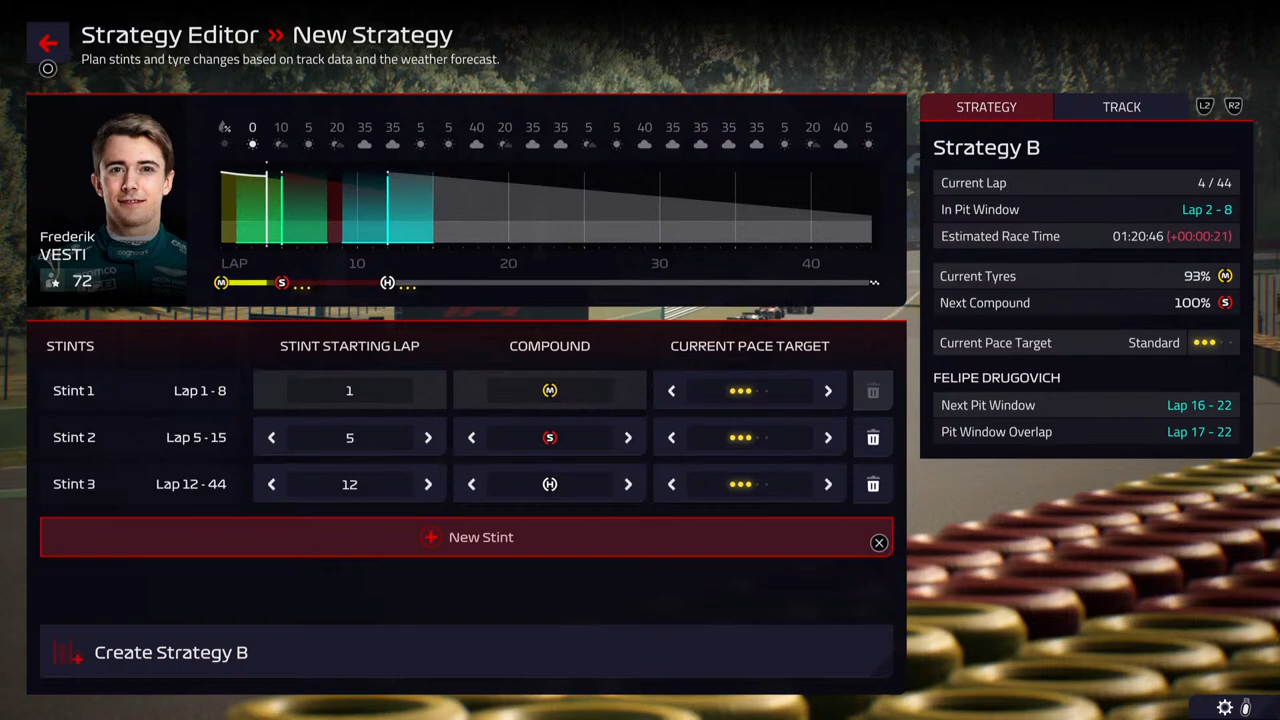 Strategy Editor » New Strategy
Plan stints and tyre changes based on track data and the weather forecast.
Frederik
VESTI
72
% 0 10 5 20 35 35 5 5 40 20 35 35 5 5 40 35 35 35 35 5 20 40 5
LAP 10 20 30 40
M S H
STINTS STINT STARTING LAP COMPOUND CURRENT PACE TARGET
Stint 1 Lap 1 - 8 1 M
Stint 2 Lap 5 - 15 5 S
Stint 3 Lap 12 - 44 12 H
New Stint
Create Strategy B
STRATEGY TRACK L2 R2
Strategy B
Current Lap 4 / 44
In Pit Window Lap 2 - 8
Estimated Race Time 01:20:46 (+00:00:21)
Current Tyres 93% M
Next Compound 100% S
Current Pace Target Standard
FELIPE DRUGOVICH
Next Pit Window Lap 16 - 22
Pit Window Overlap Lap 17 - 22